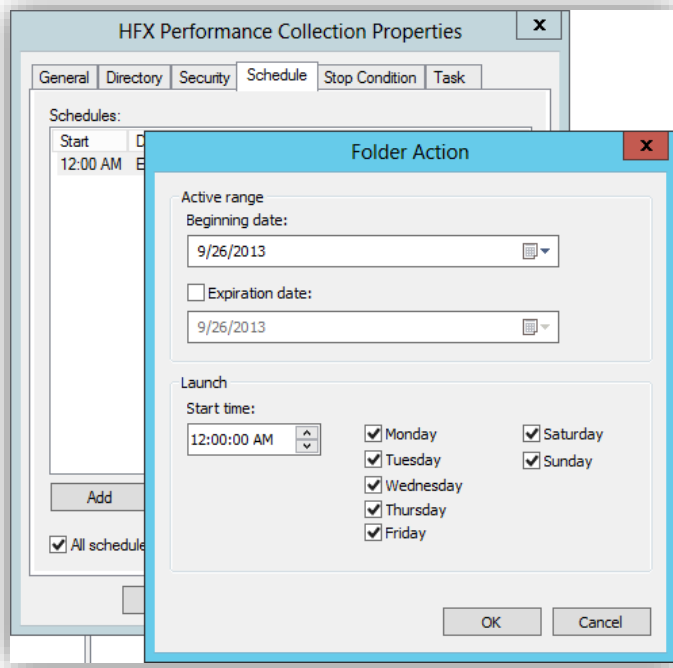 HFX Performance Collection Properties
x
General Directory Security Schedule Stop Condition Task
Schedules:
Start D
12:00 AM E
Folder Action
x
Active range
Beginning date:
9/26/2013
Expiration date:
9/26/2013
Launch
Start time:
12:00:00 AM
Monday
Saturday
Tuesday
Sunday
Wednesday
Thursday
Friday
Add
All schedule
OK Cancel